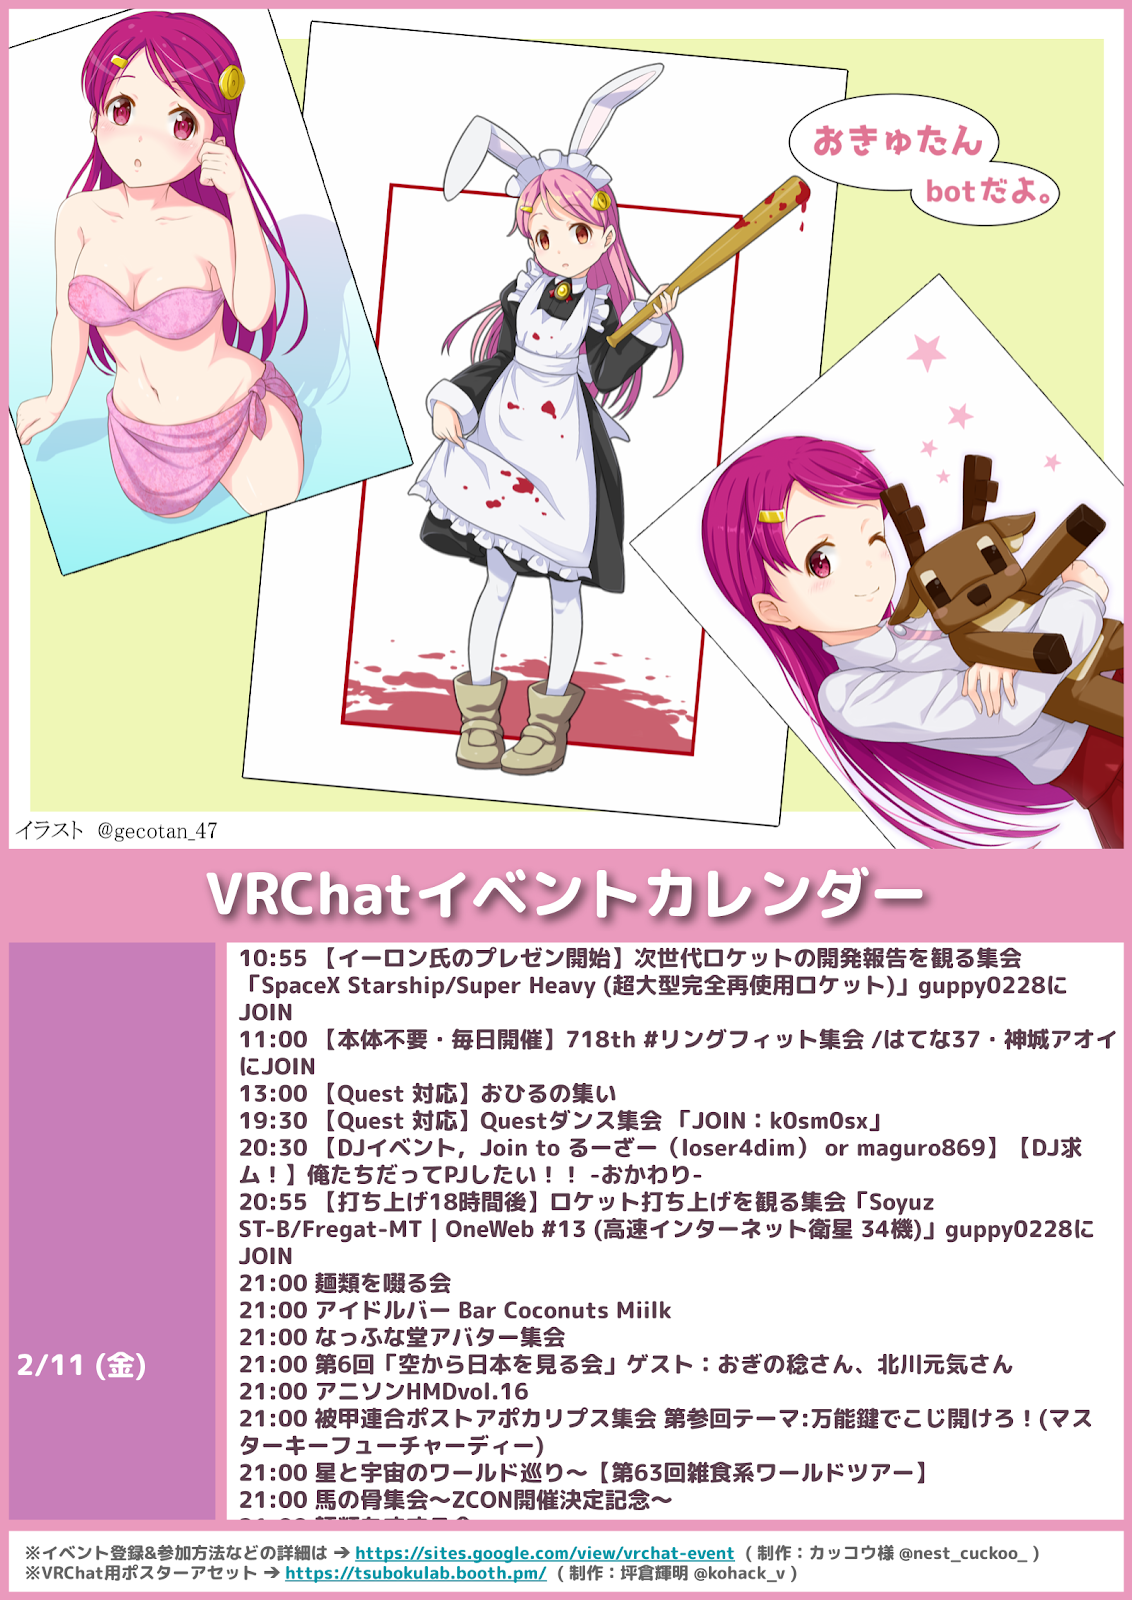 おきゅたん
botだよ。
イラスト @gecotan_47
VRChatイベントカレンダー
2/11 (金)
10:55 【イーロン氏のプレゼン開始】次世代ロケットの開発報告を観る集会
「SpaceX Starship/Super Heavy (超大型完全再使用ロケット)」guppy0228に
JOIN
11:00 【本体不要・毎日開催】718th #リングフィット集会 /はてな37・神城アオイ
にJOIN
13:00 【Quest 対応】おひるの集い
19:30 【Quest 対応】Questダンス集会 「JOIN：k0sm0sx」
20:30 【DJイベント，Join to るーざー（loser4dim） or maguro869】【DJ求
ム！】俺たちだってPJしたい！！ -おかわり-
20:55 【打ち上げ18時間後】ロケット打ち上げを観る集会「Soyuz
ST-B/Fregat-MT | OneWeb #13 (高速インターネット衛星 34機)」guppy0228に
JOIN
21:00 麺類を啜る会
21:00 アイドルバー Bar Coconuts Miilk
21:00 なっふな堂アバター集会
21:00 第6回「空から日本を見る会」ゲスト：おぎの稔さん、北川元気さん
21:00 アニソンHMDvol.16
21:00 被甲連合ポストアポカリプス集会 第参回テーマ:万能鍵でこじ開けろ！(マス
ターキーフューチャーディー)
21:00 星と宇宙のワールド巡り～【第63回雑食系ワールドツアー】
21:00 馬の骨集会～ZCON開催決定記念～
※イベント登録&参加方法などの詳細は ➔ https://sites.google.com/view/vrchat-event （制作：カッコウ様 @nest_cuckoo_ ）
※VRChat用ポスターアセット ➔ https://tsubokulab.booth.pm/ （制作：坪倉輝明 @kohack_v ）